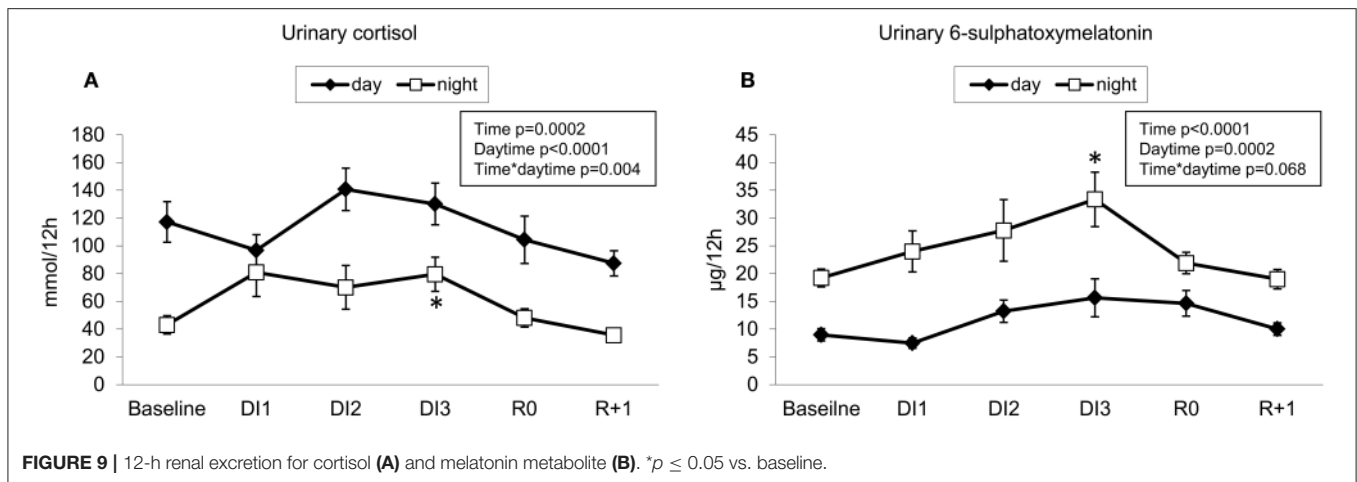 Urinary cortisol
A
day night
Time p=0.0002
Daytime p<0.0001
Time*daytime p=0.004
mmol/12h
180
160
140
120
100
80
60
40
20
0
*
Baseline DI1 DI2 DI3 R0 R+1
Urinary 6-sulphatoxymelatonin
B
day night
Time p<0.0001
Daytime p=0.0002
Time*daytime p=0.068
µg/12h
45
40
35
30
25
20
15
10
5
0
*
Baseilne DI1 DI2 DI3 R0 R+1
FIGURE 9 | 12-h renal excretion for cortisol (A) and melatonin metabolite (B). *p ≤ 0.05 vs. baseline.